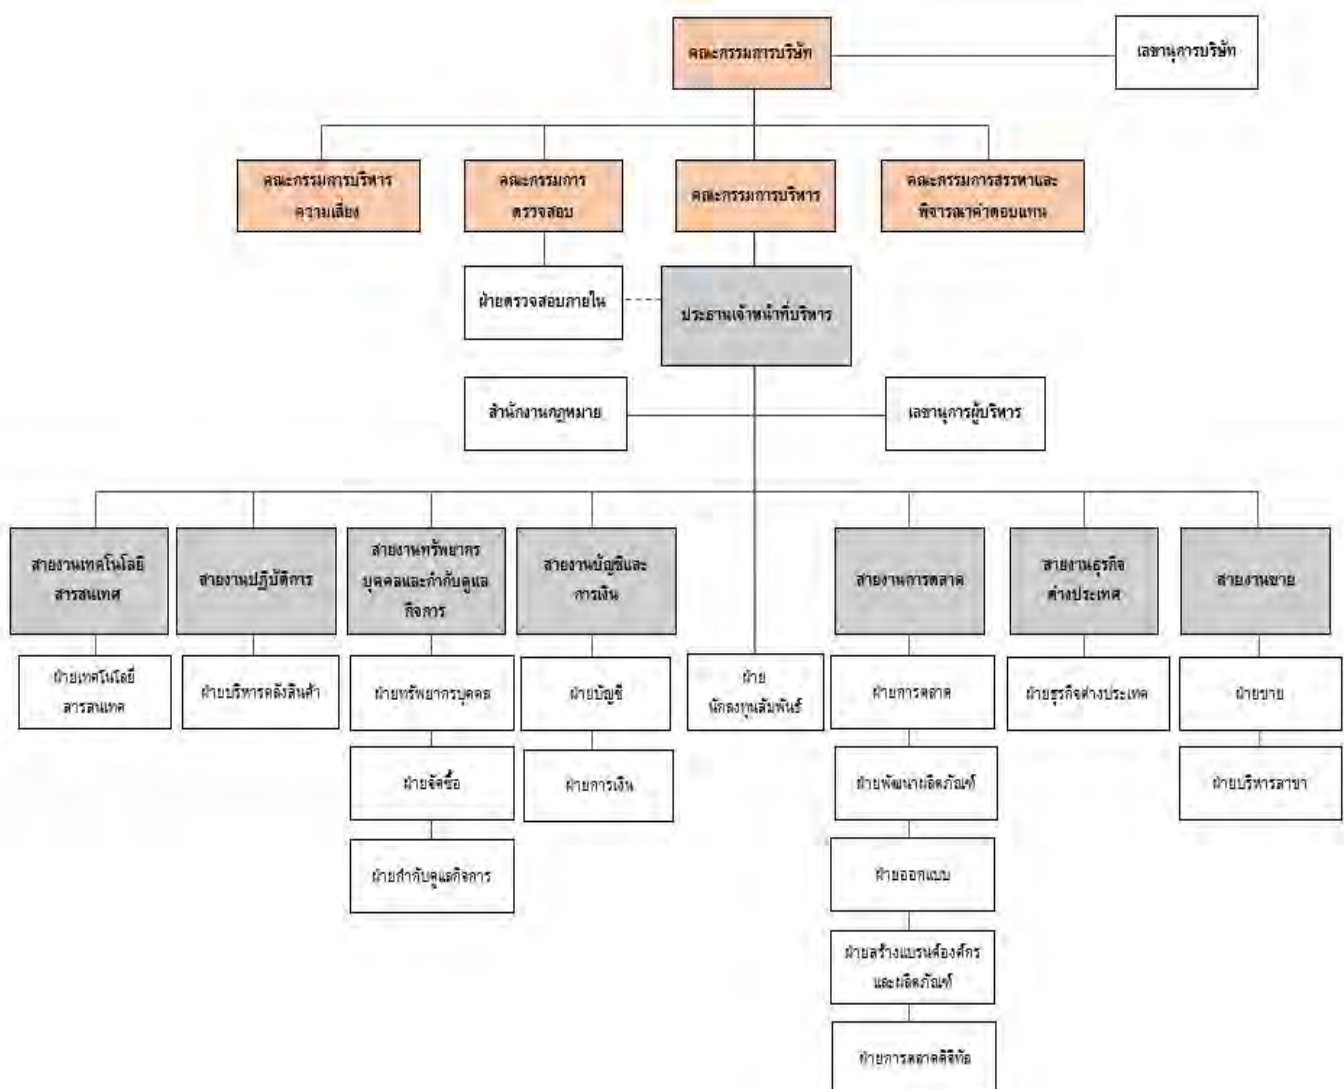 คณะกรรมการบริษัท
เลขานุการบริษัท
คณะกรรมการบริหาร
ความเสี่ยง
คณะกรรมการ
ตรวจสอบ
คณะกรรมการบริหาร
คณะกรรมการสรรหาและ
พิจารณาค่าตอบแทน
ฝ่ายตรวจสอบภายใน
ประธานเจ้าหน้าที่บริหาร
สำนักงานกฎหมาย
เลขานุการผู้บริหาร
สายงานเทคโนโลยี
สารสนเทศ
สายงานปฏิบัติการ
สายงานทรัพยากร
บุคคลและกำกับดูแล
กิจการ
สายงานบัญชีและ
การเงิน
สายงานการตลาด
สายงานธุรกิจ
ต่างประเทศ
สายงานขาย
ฝ่ายเทคโนโลยี
สารสนเทศ
ฝ่ายบริหารคลังสินค้า
ฝ่ายทรัพยากรบุคคล
ฝ่ายบัญชี
ฝ่าย
นักลงทุนสัมพันธ์
ฝ่ายการตลาด
ฝ่ายธุรกิจต่างประเทศ
ฝ่ายขาย
ฝ่ายจัดซื้อ
ฝ่ายการเงิน
ฝ่ายพัฒนาผลิตภัณฑ์
ฝ่ายบริหารสาขา
ฝ่ายกำกับดูแลกิจการ
ฝ่ายออกแบบ
ฝ่ายสร้างแบรนด์องค์กร
และผลิตภัณฑ์
ฝ่ายการตลาดดิจิทัล